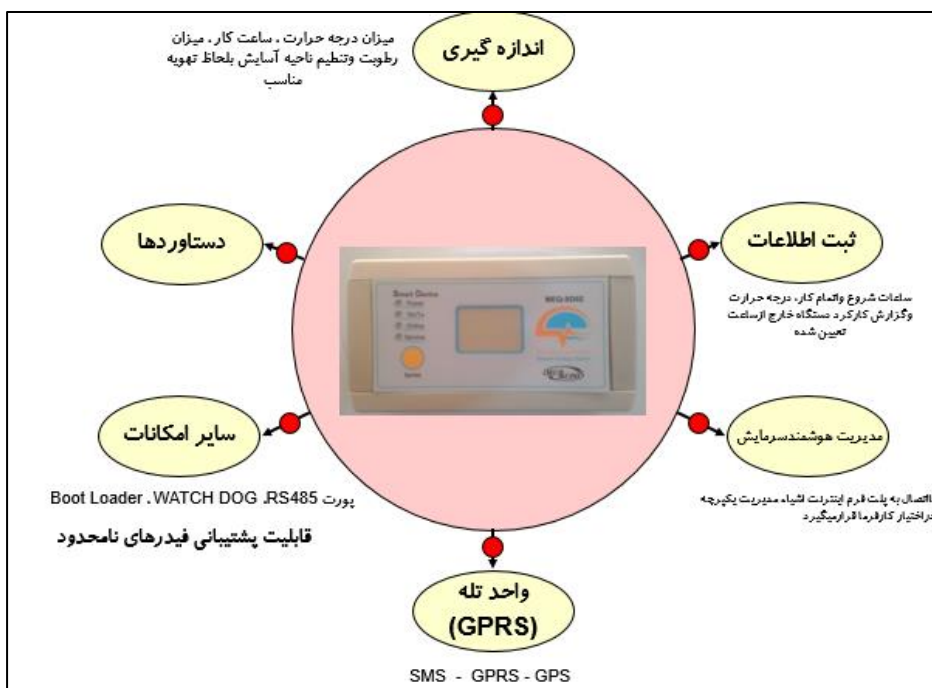 اندازه گیری
میزان درجه حرارت ، ساعت کار ، میزان
رطوبت وتنظیم ناحیه آسایش بلحاظ تهویه
مناسب
ثبت اطلاعات
ساعات شروع واتمام کار، درجه حرارت
وگزارش کارکرد دستگاه خارج ازساعت
تعیین شده
مدیریت هوشمندسرمایش
اتصال به پلت فرم اینترنت اشیاء مدیریت یکپرچه
دراختیار کارفرما قرارمیگیرد
واحد تله
(GPRS)
SMS - GPRS - GPS
سایر امکانات
پورت RS485، WATCH DOG ، Boot Loader
قابلیت پشتیبانی فیدرهای نامحدود
دستاوردها
Power